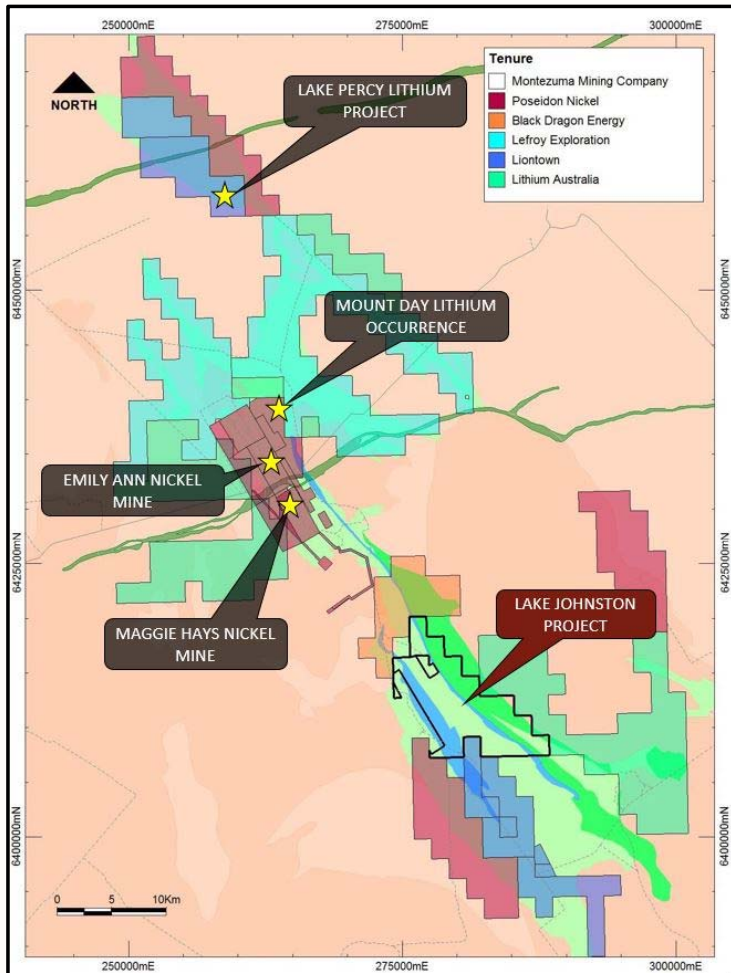 250000mE
275000mE
300000mE
NORTH
Tenure
Montezuma Mining Company
Poseidon Nickel
Black Dragon Energy
Lefroy Exploration
Liontown
Lithium Australia
LAKE PERCY LITHIUM
PROJECT
6450000mN
6450000mN
MOUNT DAY LITHIUM
OCCURRENCE
EMILY ANN NICKEL
MINE
6425000mN
6425000mN
MAGGIE HAYS NICKEL
MINE
LAKE JOHNSTON
PROJECT
6400000mN
6400000mN
0 5 10Km
250000mE
275000mE
300000mE